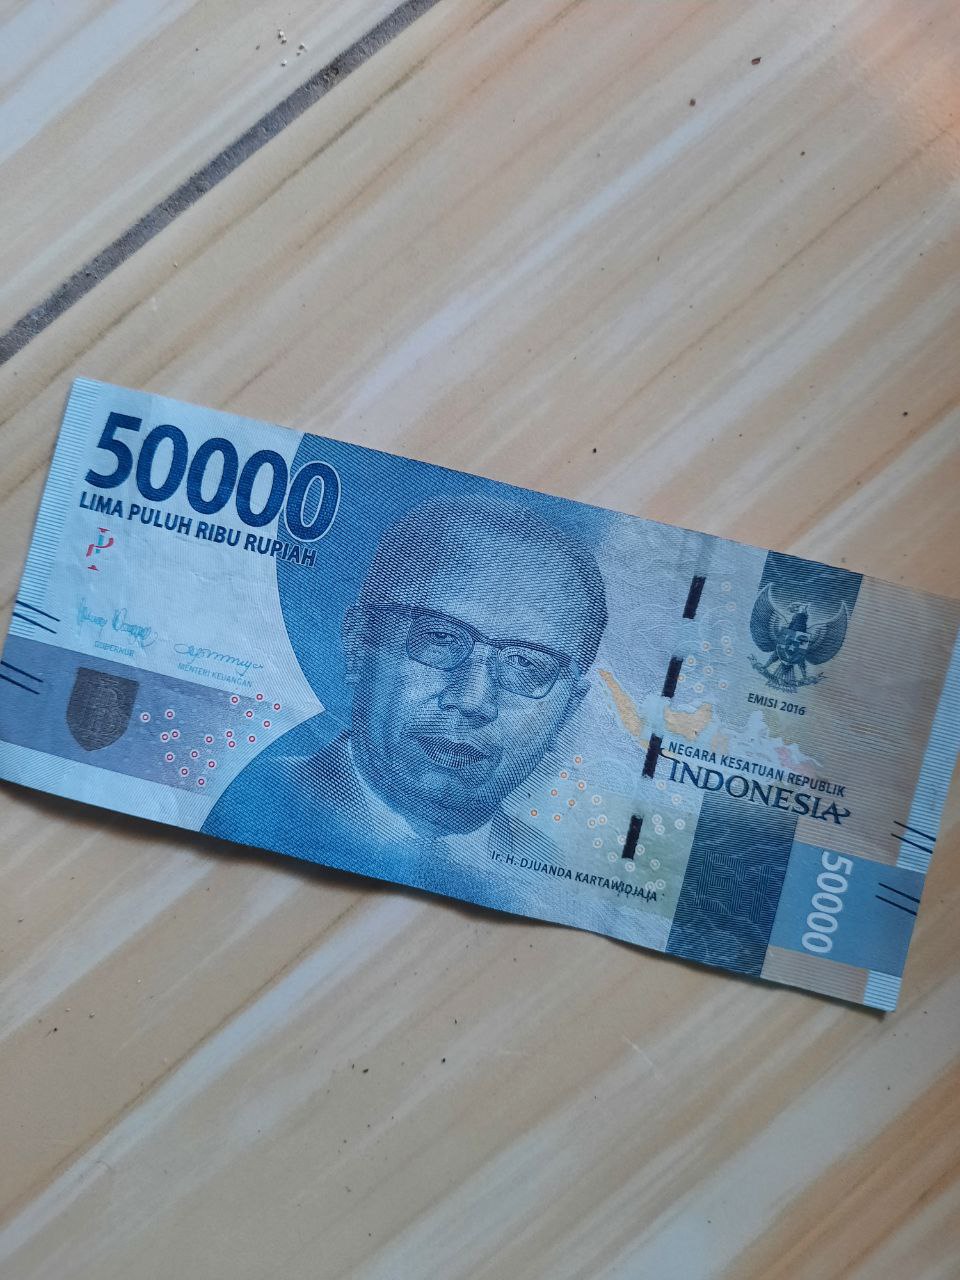 50000
LIMA PULUH RIBU RUPIAH
GUBERNUR
MENTERI KEUANGAN
EMISI 2016
NEGARA KESATUAN REPUBLIK
INDONESIA
Ir. H. DJUANDA KARTAWIDJAJA
50000